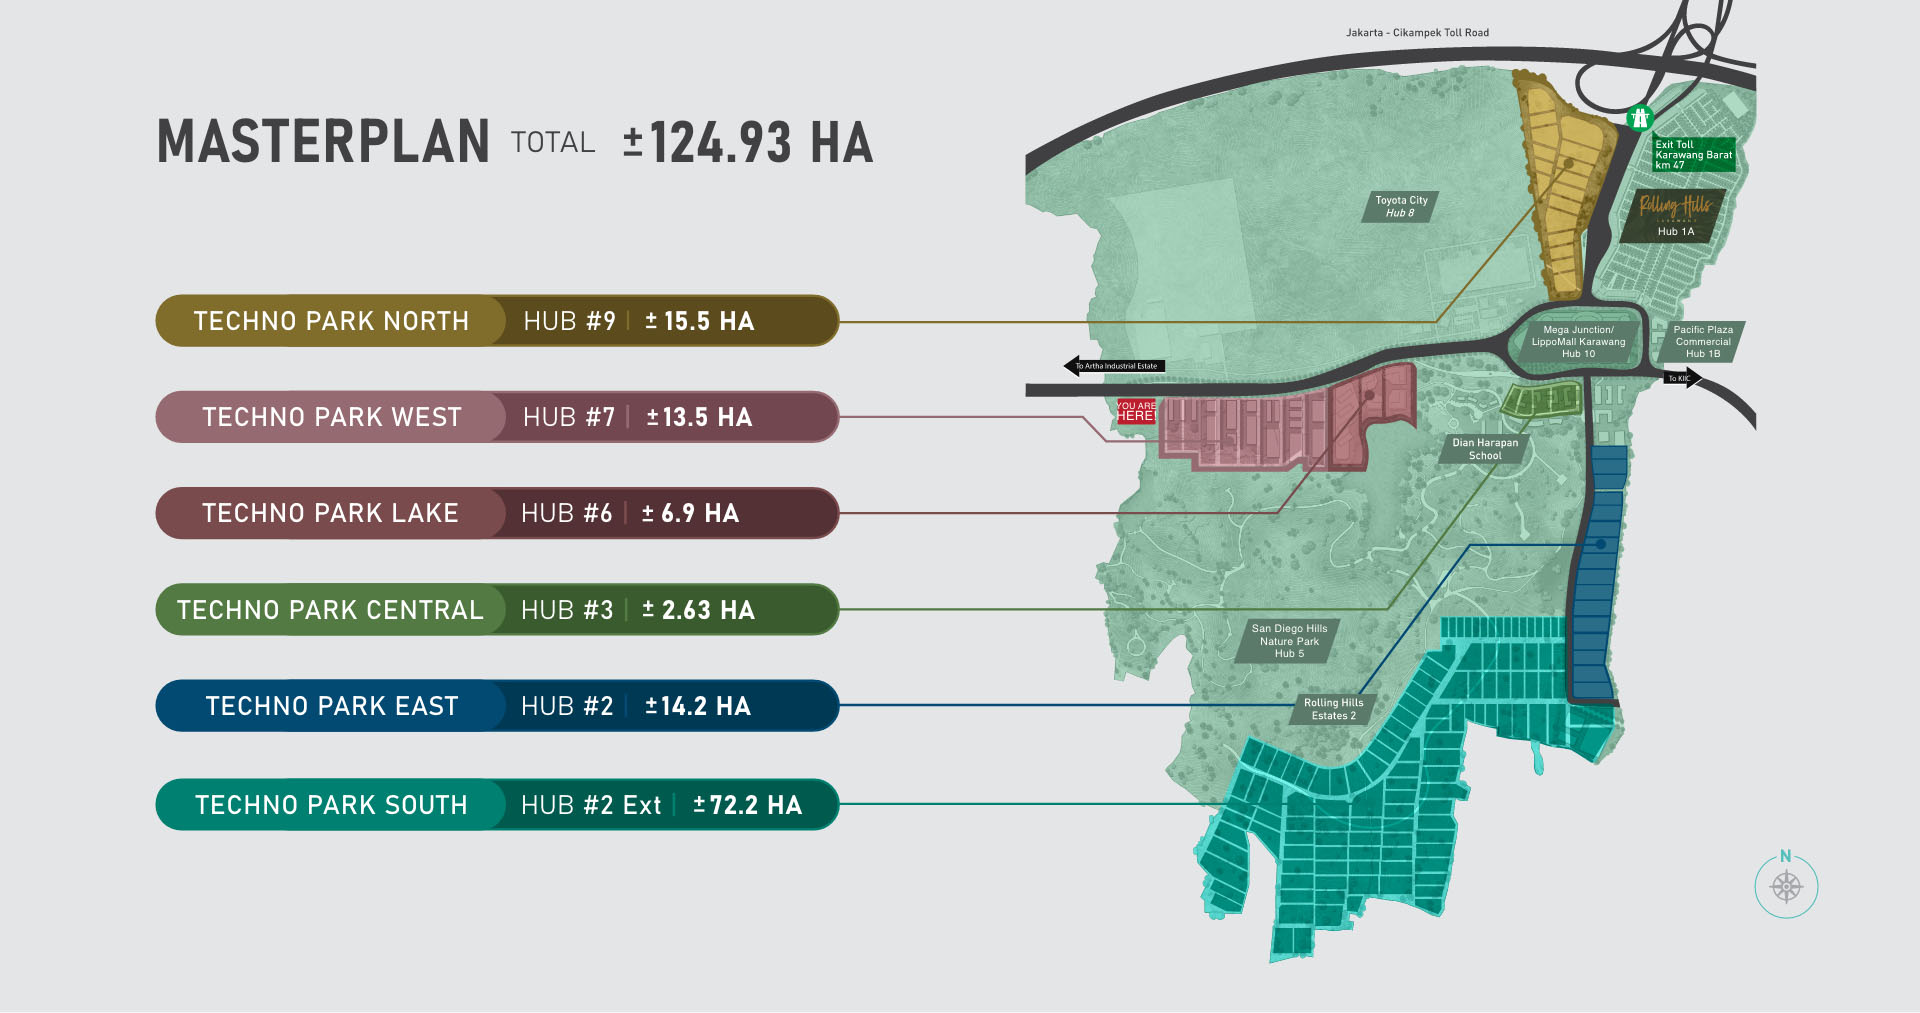 Jakarta - Cikampek Toll Road
MASTERPLAN TOTAL ±124.93 HA
Exit Toll
Karawang Barat
km 47
Toyota City
Hub 8
Rolling Hills
KARAWANG
Hub 1A
TECHNO PARK NORTH HUB #9 | ± 15.5 HA
Mega Junction/
LippoMall Karawang
Hub 10
Pacific Plaza
Commercial
Hub 1B
To Artha Industrial Estate
To KIIC
TECHNO PARK WEST HUB #7 | ±13.5 HA
YOU ARE
HERE!
Dian Harapan
School
TECHNO PARK LAKE HUB #6 | ± 6.9 HA
TECHNO PARK CENTRAL HUB #3 | ± 2.63 HA
San Diego Hills
Nature Park
Hub 5
TECHNO PARK EAST HUB #2 | ±14.2 HA
Rolling Hills
Estates 2
TECHNO PARK SOUTH HUB #2 Ext | ±72.2 HA
N